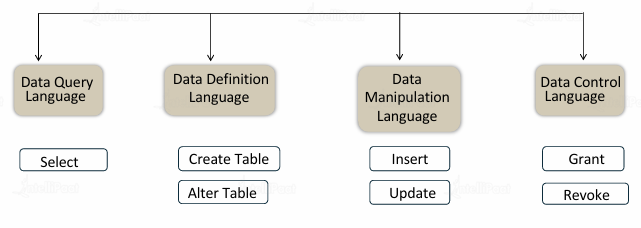 Data Query
Language
Data Definition
Language
Data
Manipulation
Language
Data Control
Language
Select
Create Table
Alter Table
Insert
Update
Grant
Revoke